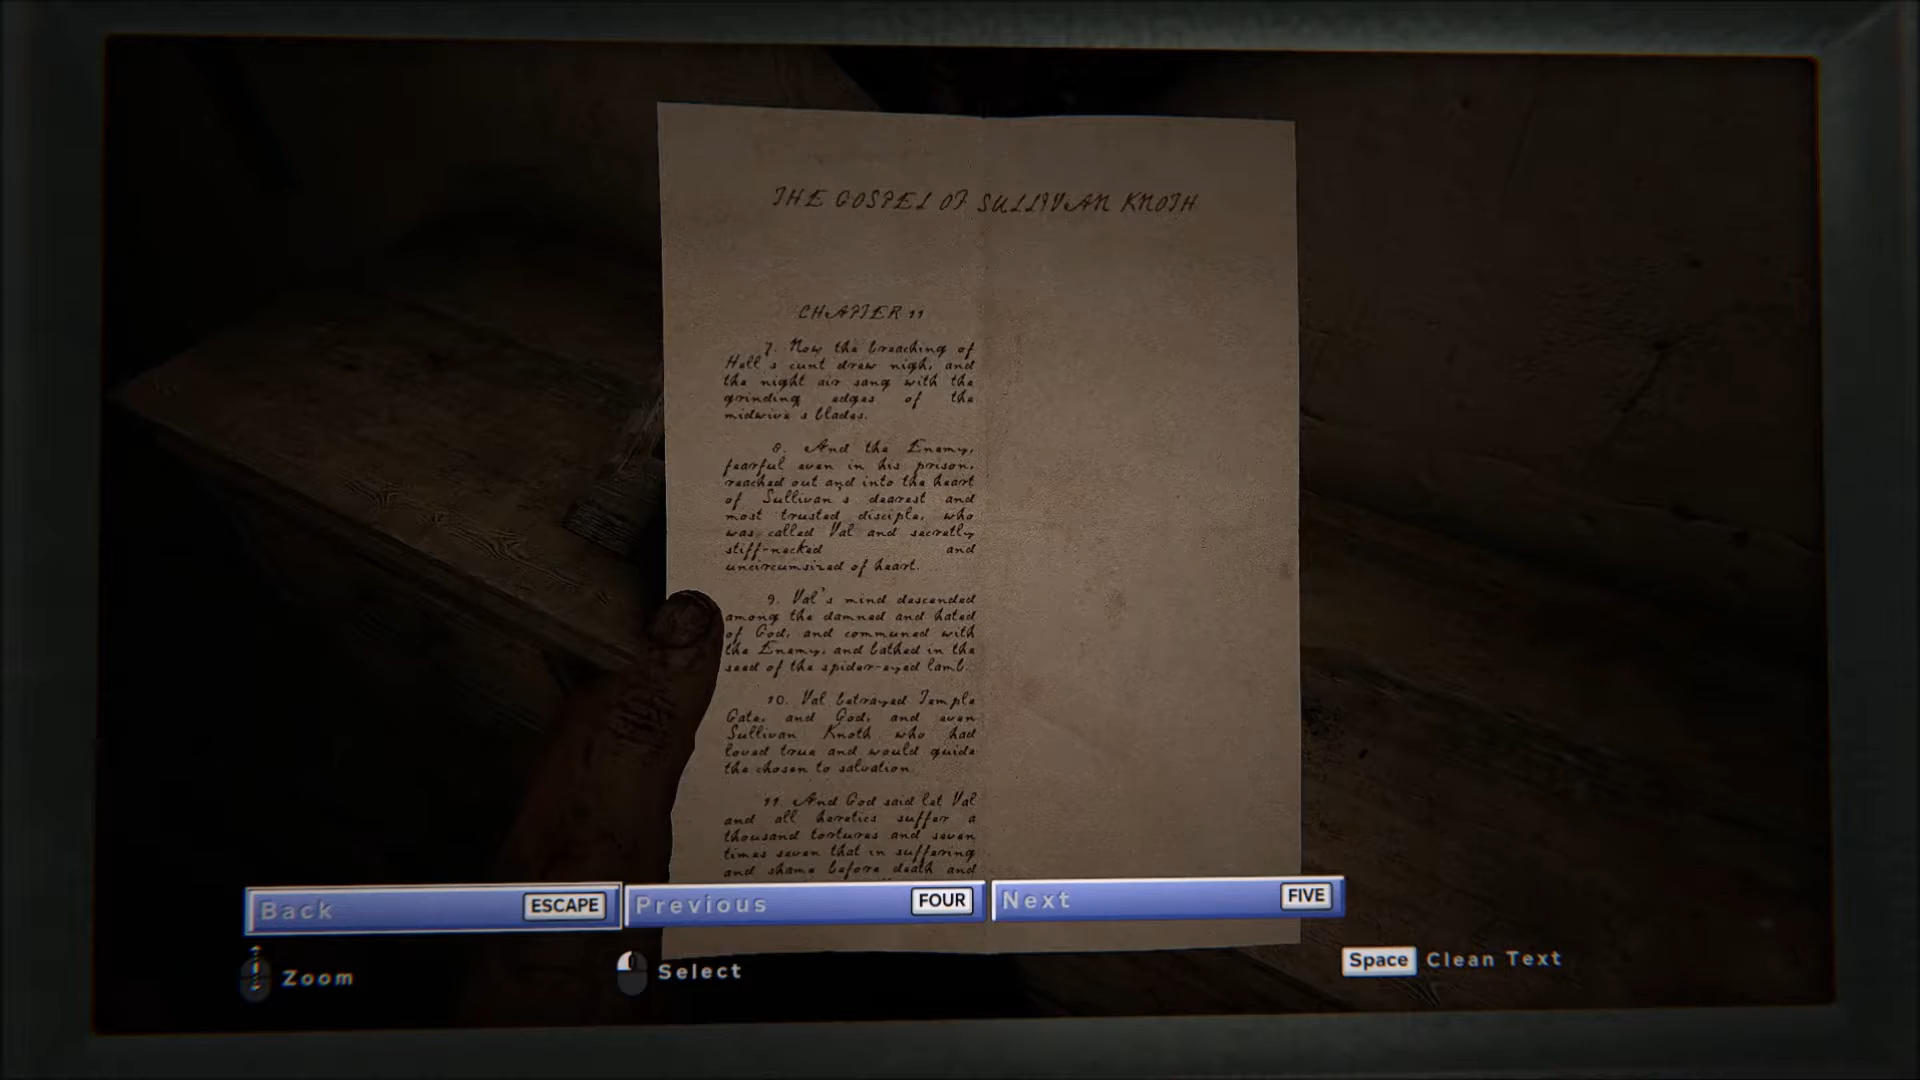 THE GOSPEL OF SULLIVAN KNOTH
CHAPTER 11
7. Now the breaching of
Hell's cunt drew nigh, and
the night air sang with the
grinding edges of the
midwive's blades.
8. And the Enemy,
fearful even in his prison,
reached out and into the heart
of Sullivan's dearest and
most trusted disciple, who
was called Val and secretly
stiff-necked and
uncircumsized of heart.
9. Val's mind descended
among the damned and hated
of God, and communed with
the Enemy, and bathed in the
seed of the spider-eyed lamb.
10. Val betrayed Temple
Gate, and God, and even
Sullivan Knoth who had
loved true and would guide
the chosen to salvation.
11. And God said let Val
and all heretics suffer a
thousand tortures and seven
times seven that in suffering
and shame before death and
Back ESCAPE Previous FOUR Next FIVE
Zoom Select Space Clean Text